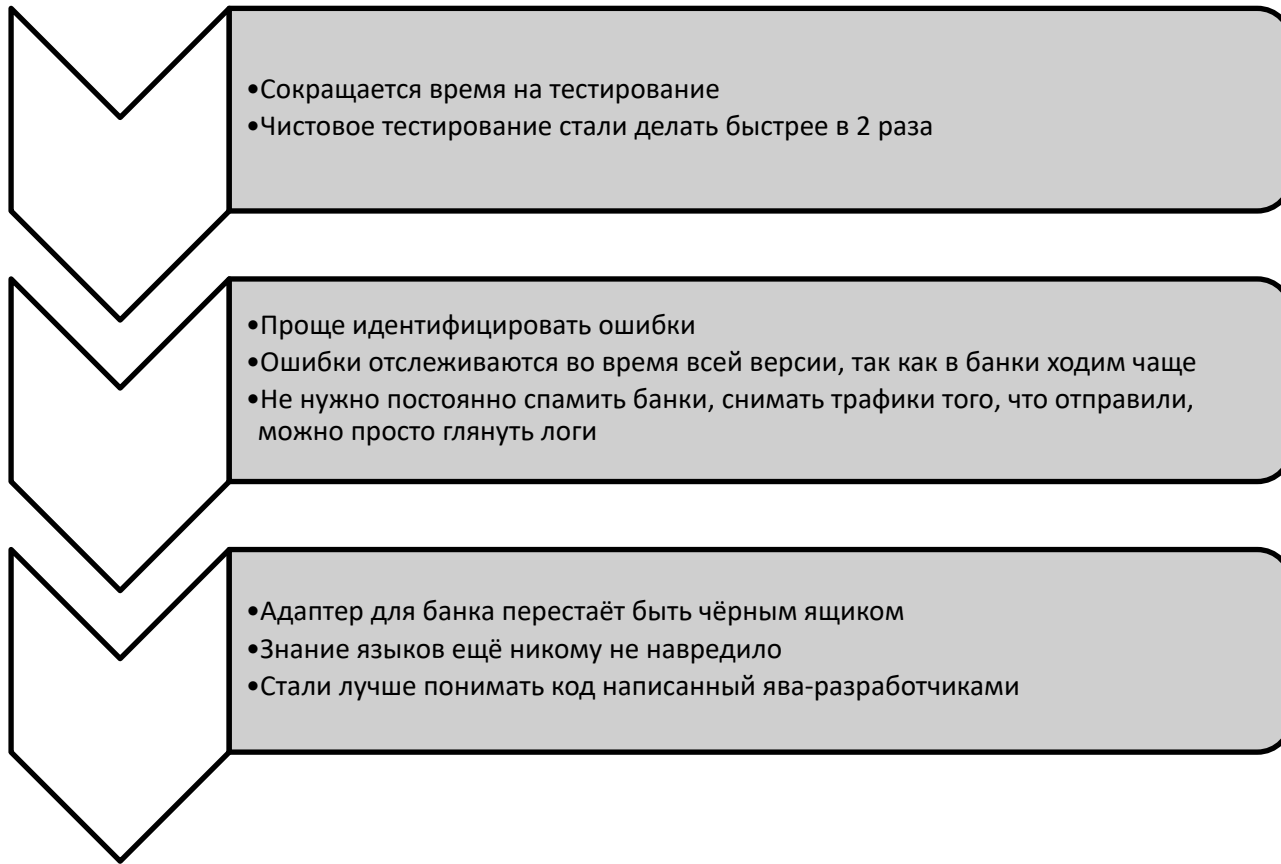 •Сокращается время на тестирование
•Чистовое тестирование стали делать быстрее в 2 раза
•Проще идентифицировать ошибки
•Ошибки отслеживаются во время всей версии, так как в банки ходим чаще
•Не нужно постоянно спамить банки, снимать трафики того, что отправили,
можно просто глянуть логи
•Адаптер для банка перестаёт быть чёрным ящиком
•Знание языков ещё никому не навредило
•Стали лучше понимать код написанный ява-разработчиками